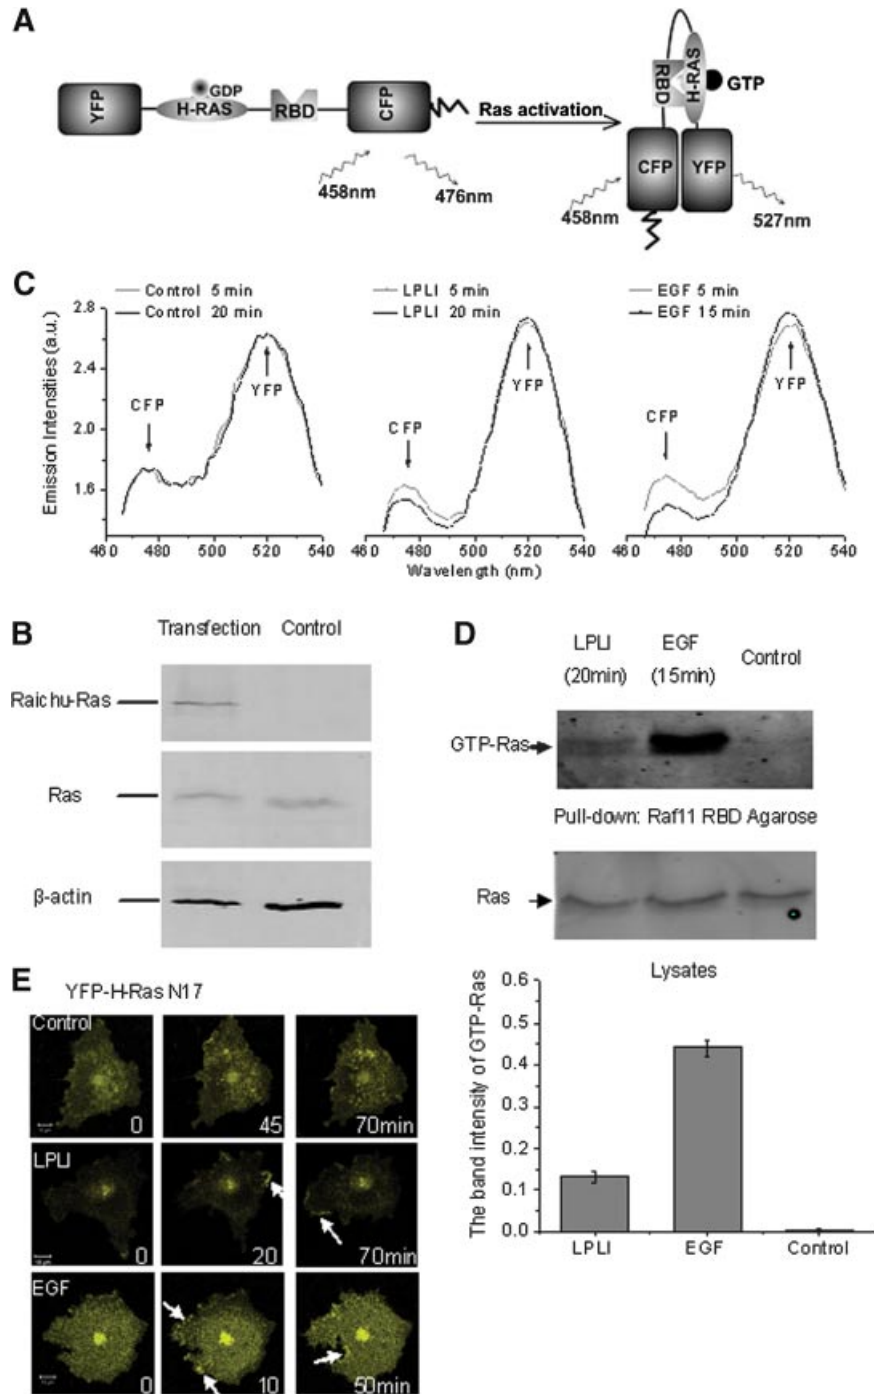 A
YFP
GDP
H-RAS
RBD
CFP
Ras activation
458nm
476nm
RBD
H-RAS
GTP
CFP
YFP
458nm
527nm
C
Control 5 min
Control 20 min
LPLI 5 min
LPLI 20 min
EGF 5 min
EGF 15 min
Emission Intensities (a.u.)
2.8
2.4
2.1
1.6
CFP
YFP
CFP
YFP
CFP
YFP
460 480 500 520 540
460 480 500 520 540
460 480 500 520 540
Wavelength (nm)
B
Transfection Control
Raichu-Ras
Ras
β-actin
D
LPLI
(20min)
EGF
(15min)
Control
GTP-Ras
Pull-down: Raf11 RBD Agarose
Ras
Lysates
The band intensity of GTP-Ras
0.6
0.5
0.4
0.3
0.2
0.1
0.0
LPLI EGF Control
E
YFP-H-Ras N17
Control
0
45
70min
LPLI
0
20
70min
EGF
0
10
50min